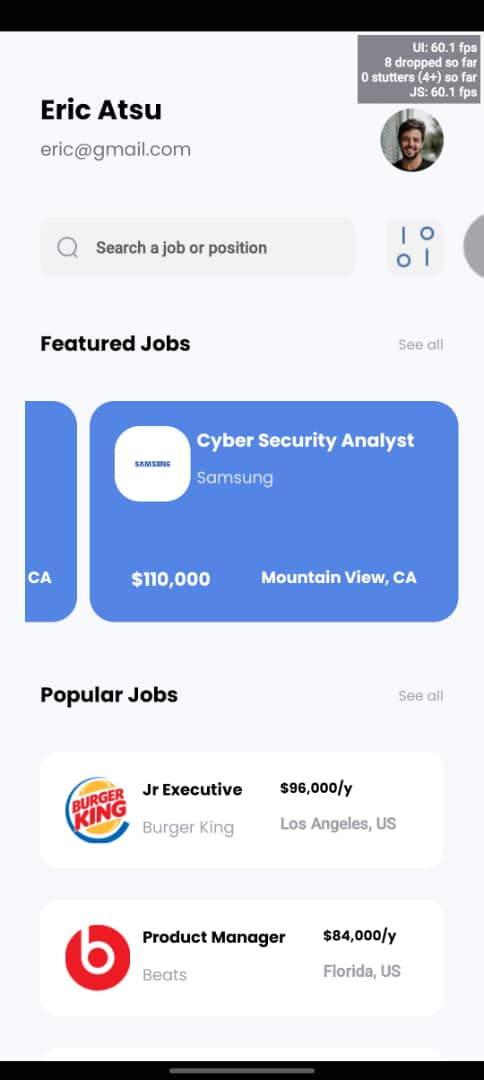 UI: 60.1 fps
8 dropped so far
0 stutters (4+) so far
JS: 60.1 fps
Eric Atsu
eric@gmail.com
Search a job or position
Featured Jobs
See all
SAMSUNG
Cyber Security Analyst
Samsung
CA
$110,000
Mountain View, CA
Popular Jobs
See all
BURGER
KING
Jr Executive
$96,000/y
Burger King
Los Angeles, US
b
Product Manager
$84,000/y
Beats
Florida, US